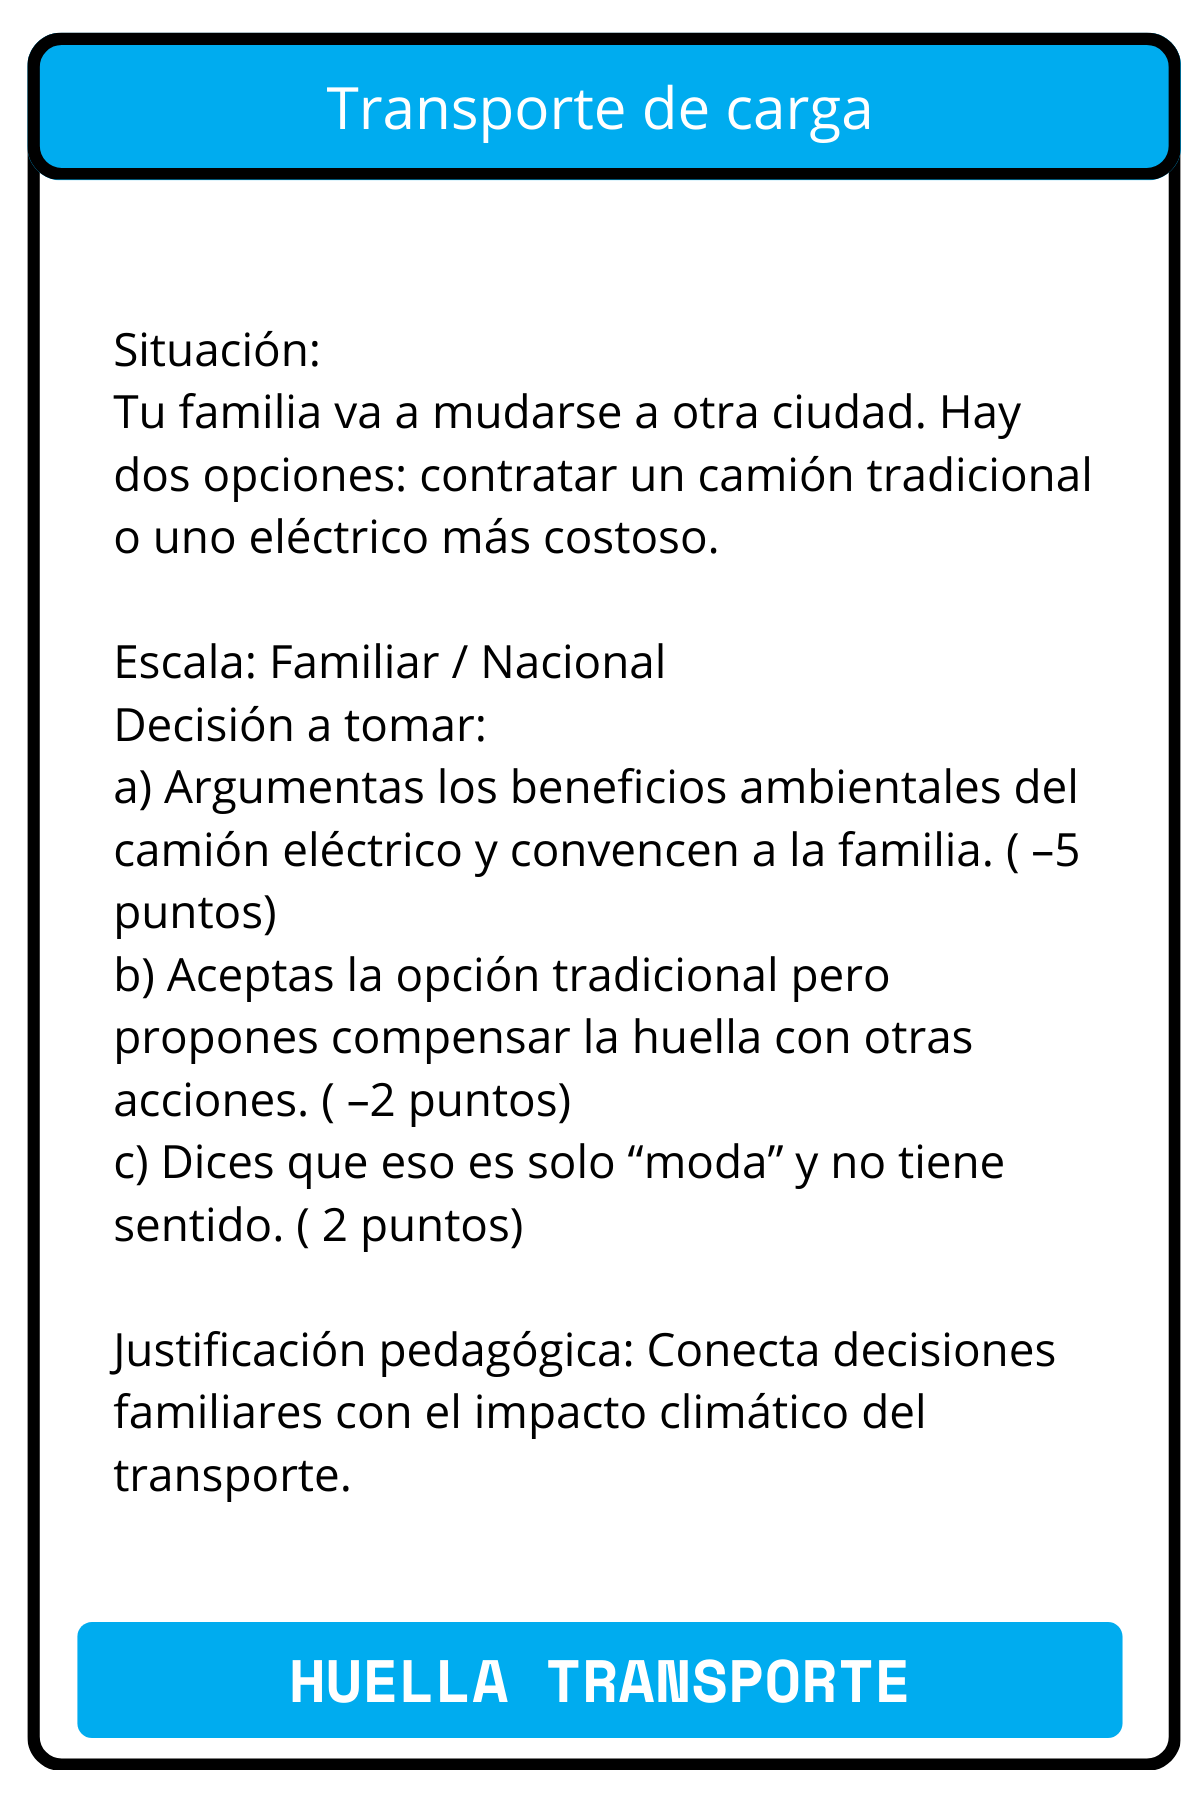 Transporte de carga
Situación:
Tu familia va a mudarse a otra ciudad. Hay
dos opciones: contratar un camión tradicional
o uno eléctrico más costoso.
Escala: Familiar / Nacional
Decisión a tomar:
a) Argumentas los beneficios ambientales del
camión eléctrico y convencen a la familia. ( –5
puntos)
b) Aceptas la opción tradicional pero
propones compensar la huella con otras
acciones. ( –2 puntos)
c) Dices que eso es solo “moda” y no tiene
sentido. ( 2 puntos)
Justificación pedagógica: Conecta decisiones
familiares con el impacto climático del
transporte.
HUELLA TRANSPORTE